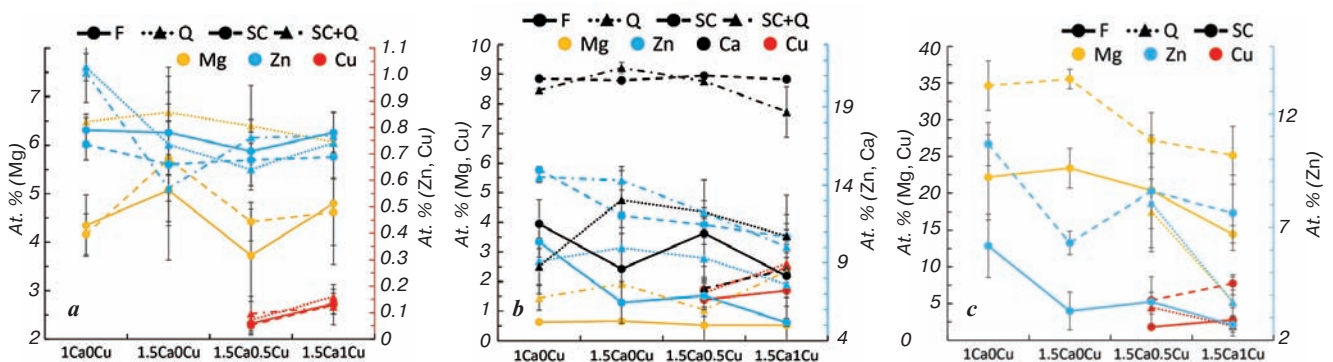 F Q SC SC+Q
Mg Zn Cu
At. % (Mg)
8
7
6
5
4
3
2
1.1
1.0
0.9
0.8
0.7
0.6
0.5
0.4
0.3
0.2
0.1
0
At. % (Zn, Cu)
a
1Ca0Cu 1.5Ca0Cu 1.5Ca0.5Cu 1.5Ca1Cu
F Q SC SC+Q
Mg Zn Ca Cu
At. % (Mg, Cu)
10
9
8
7
6
5
4
3
2
1
0
19
14
9
4
At. % (Zn, Ca)
b
1Ca0Cu 1.5Ca0Cu 1.5Ca0.5Cu 1.5Ca1Cu
F Q SC
Mg Zn Cu
At. % (Mg, Cu)
40
35
30
25
20
15
10
5
0
12
7
2
At. % (Zn)
c
1Ca0Cu 1.5Ca0Cu 1.5Ca0.5Cu 1.5Ca1Cu